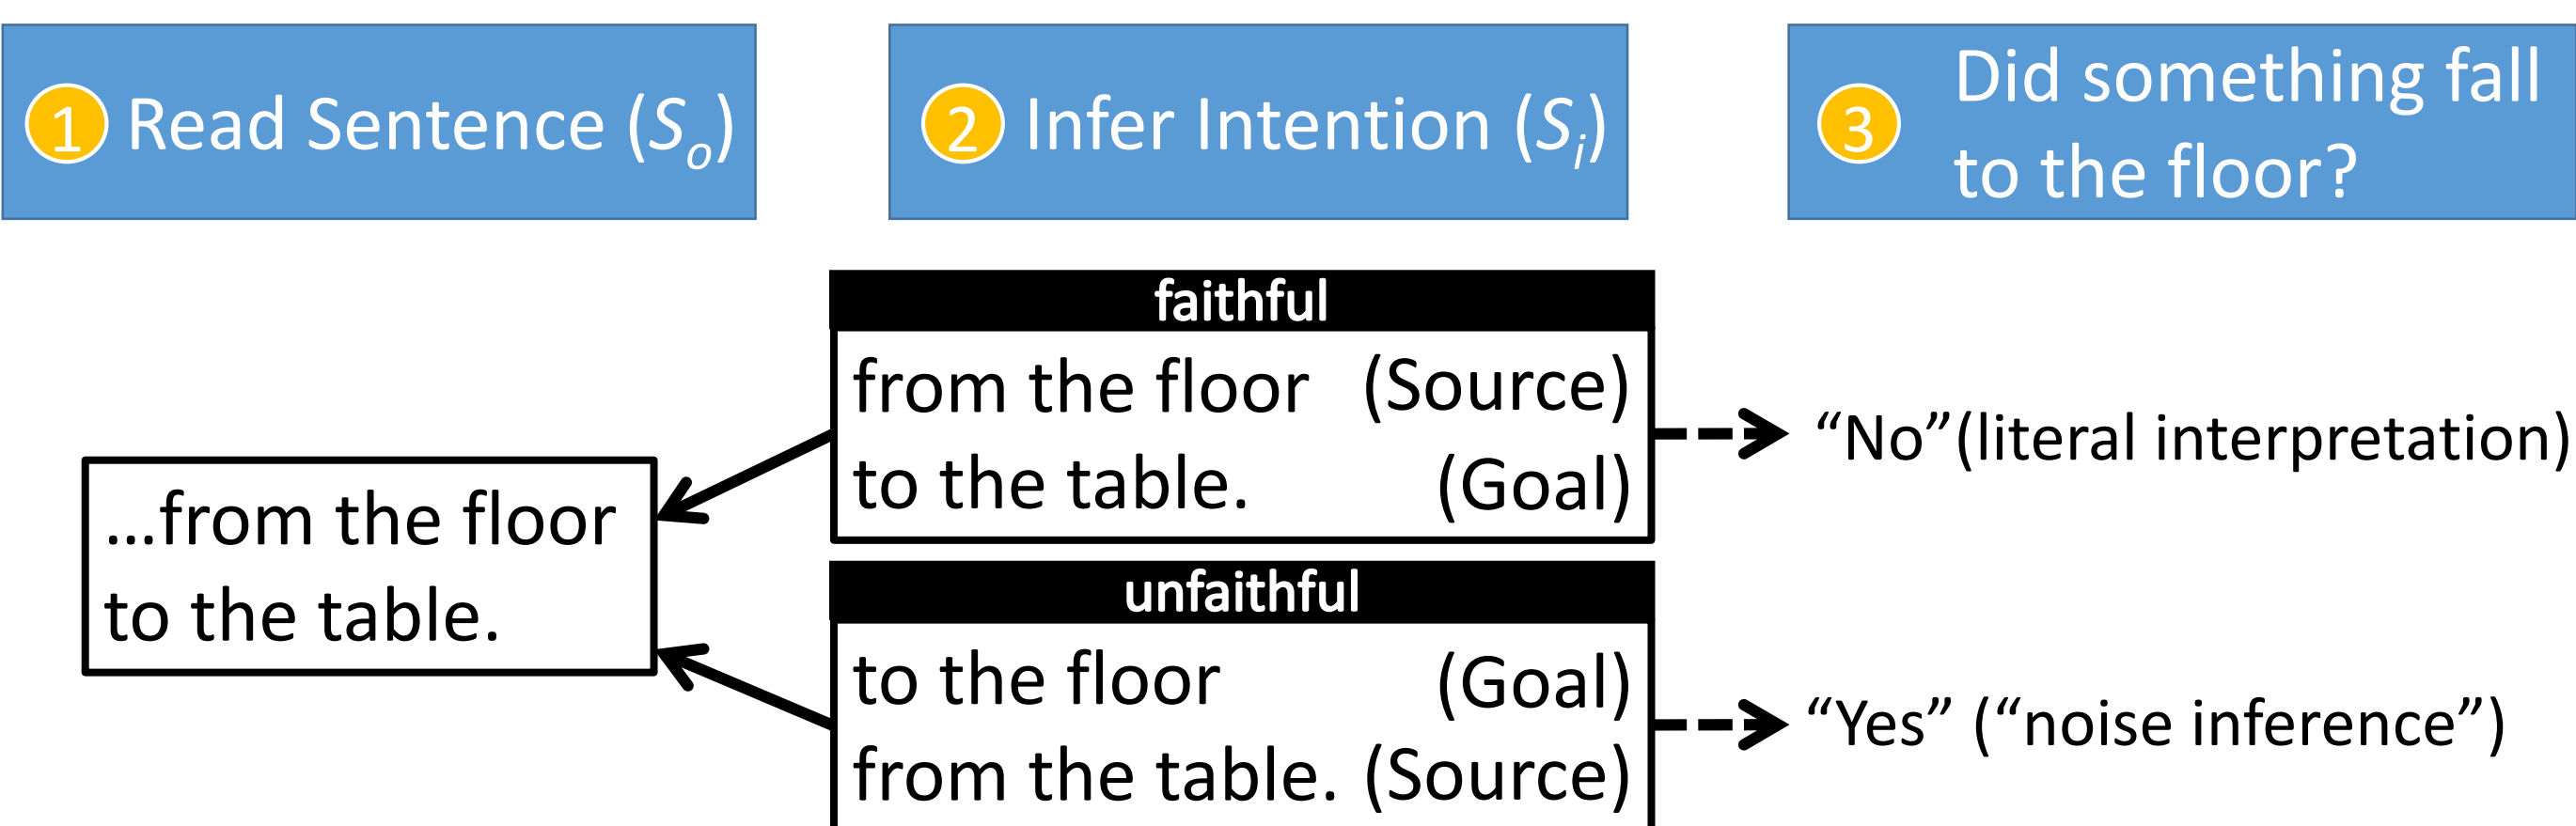 1 Read Sentence (So)
2 Infer Intention (Si)
3 Did something fall
to the floor?
...from the floor
to the table.
faithful
from the floor (Source)
to the table. (Goal)
unfaithful
to the floor (Goal)
from the table. (Source)
“No”(literal interpretation)
“Yes” (“noise inference”)